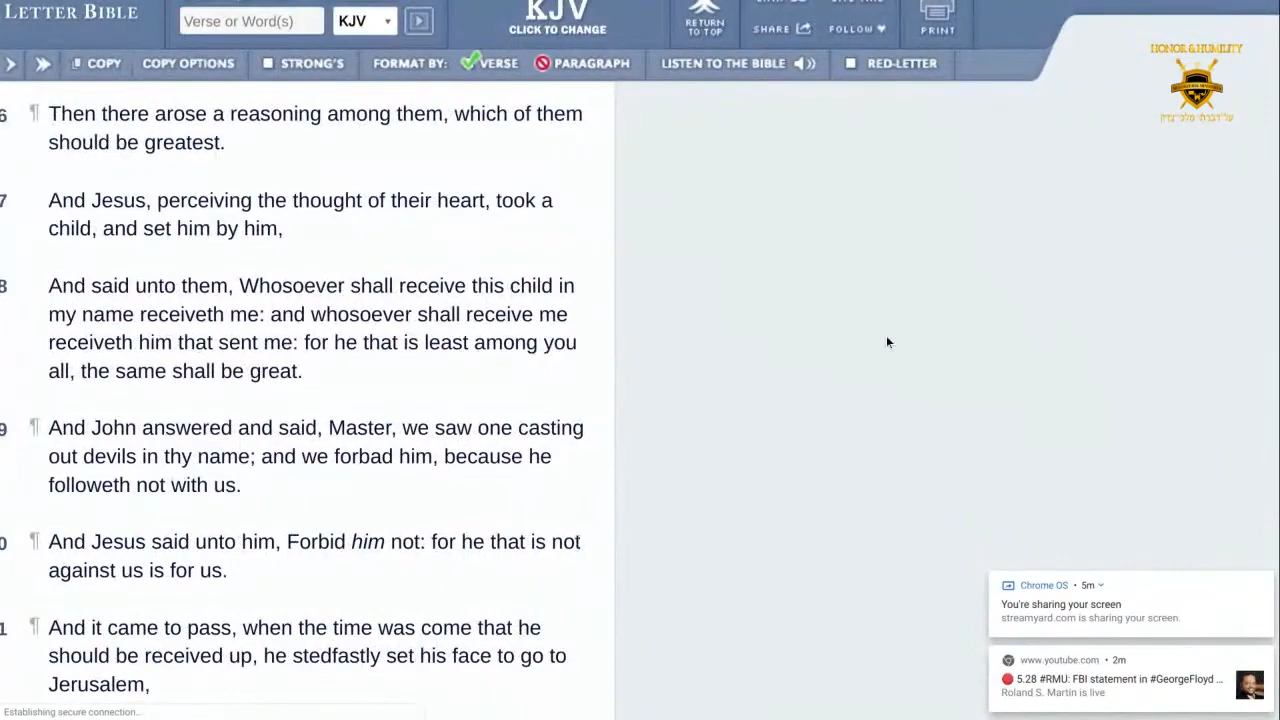 LETTER BIBLE
Verse or Word(s)
KJV
KJV
CLICK TO CHANGE
RETURN
TO TOP
SHARE
FOLLOW
PRINT
COPY
COPY OPTIONS
STRONG'S
FORMAT BY:
VERSE
PARAGRAPH
LISTEN TO THE BIBLE
RED-LETTER
HONOR & HUMILITY
6 ¶ Then there arose a reasoning among them, which of them
should be greatest.
7 And Jesus, perceiving the thought of their heart, took a
child, and set him by him,
8 And said unto them, Whosoever shall receive this child in
my name receiveth me: and whosoever shall receive me
receiveth him that sent me: for he that is least among you
all, the same shall be great.
9 ¶ And John answered and said, Master, we saw one casting
out devils in thy name; and we forbad him, because he
followeth not with us.
0 ¶ And Jesus said unto him, Forbid him not: for he that is not
against us is for us.
1 ¶ And it came to pass, when the time was come that he
should be received up, he stedfastly set his face to go to
Jerusalem,
Chrome OS • 5m
You're sharing your screen
streamyard.com is sharing your screen.
www.youtube.com • 2m
🔴 5.28 #RMU: FBI statement in #GeorgeFloyd ...
Roland S. Martin is live
Establishing secure connection...